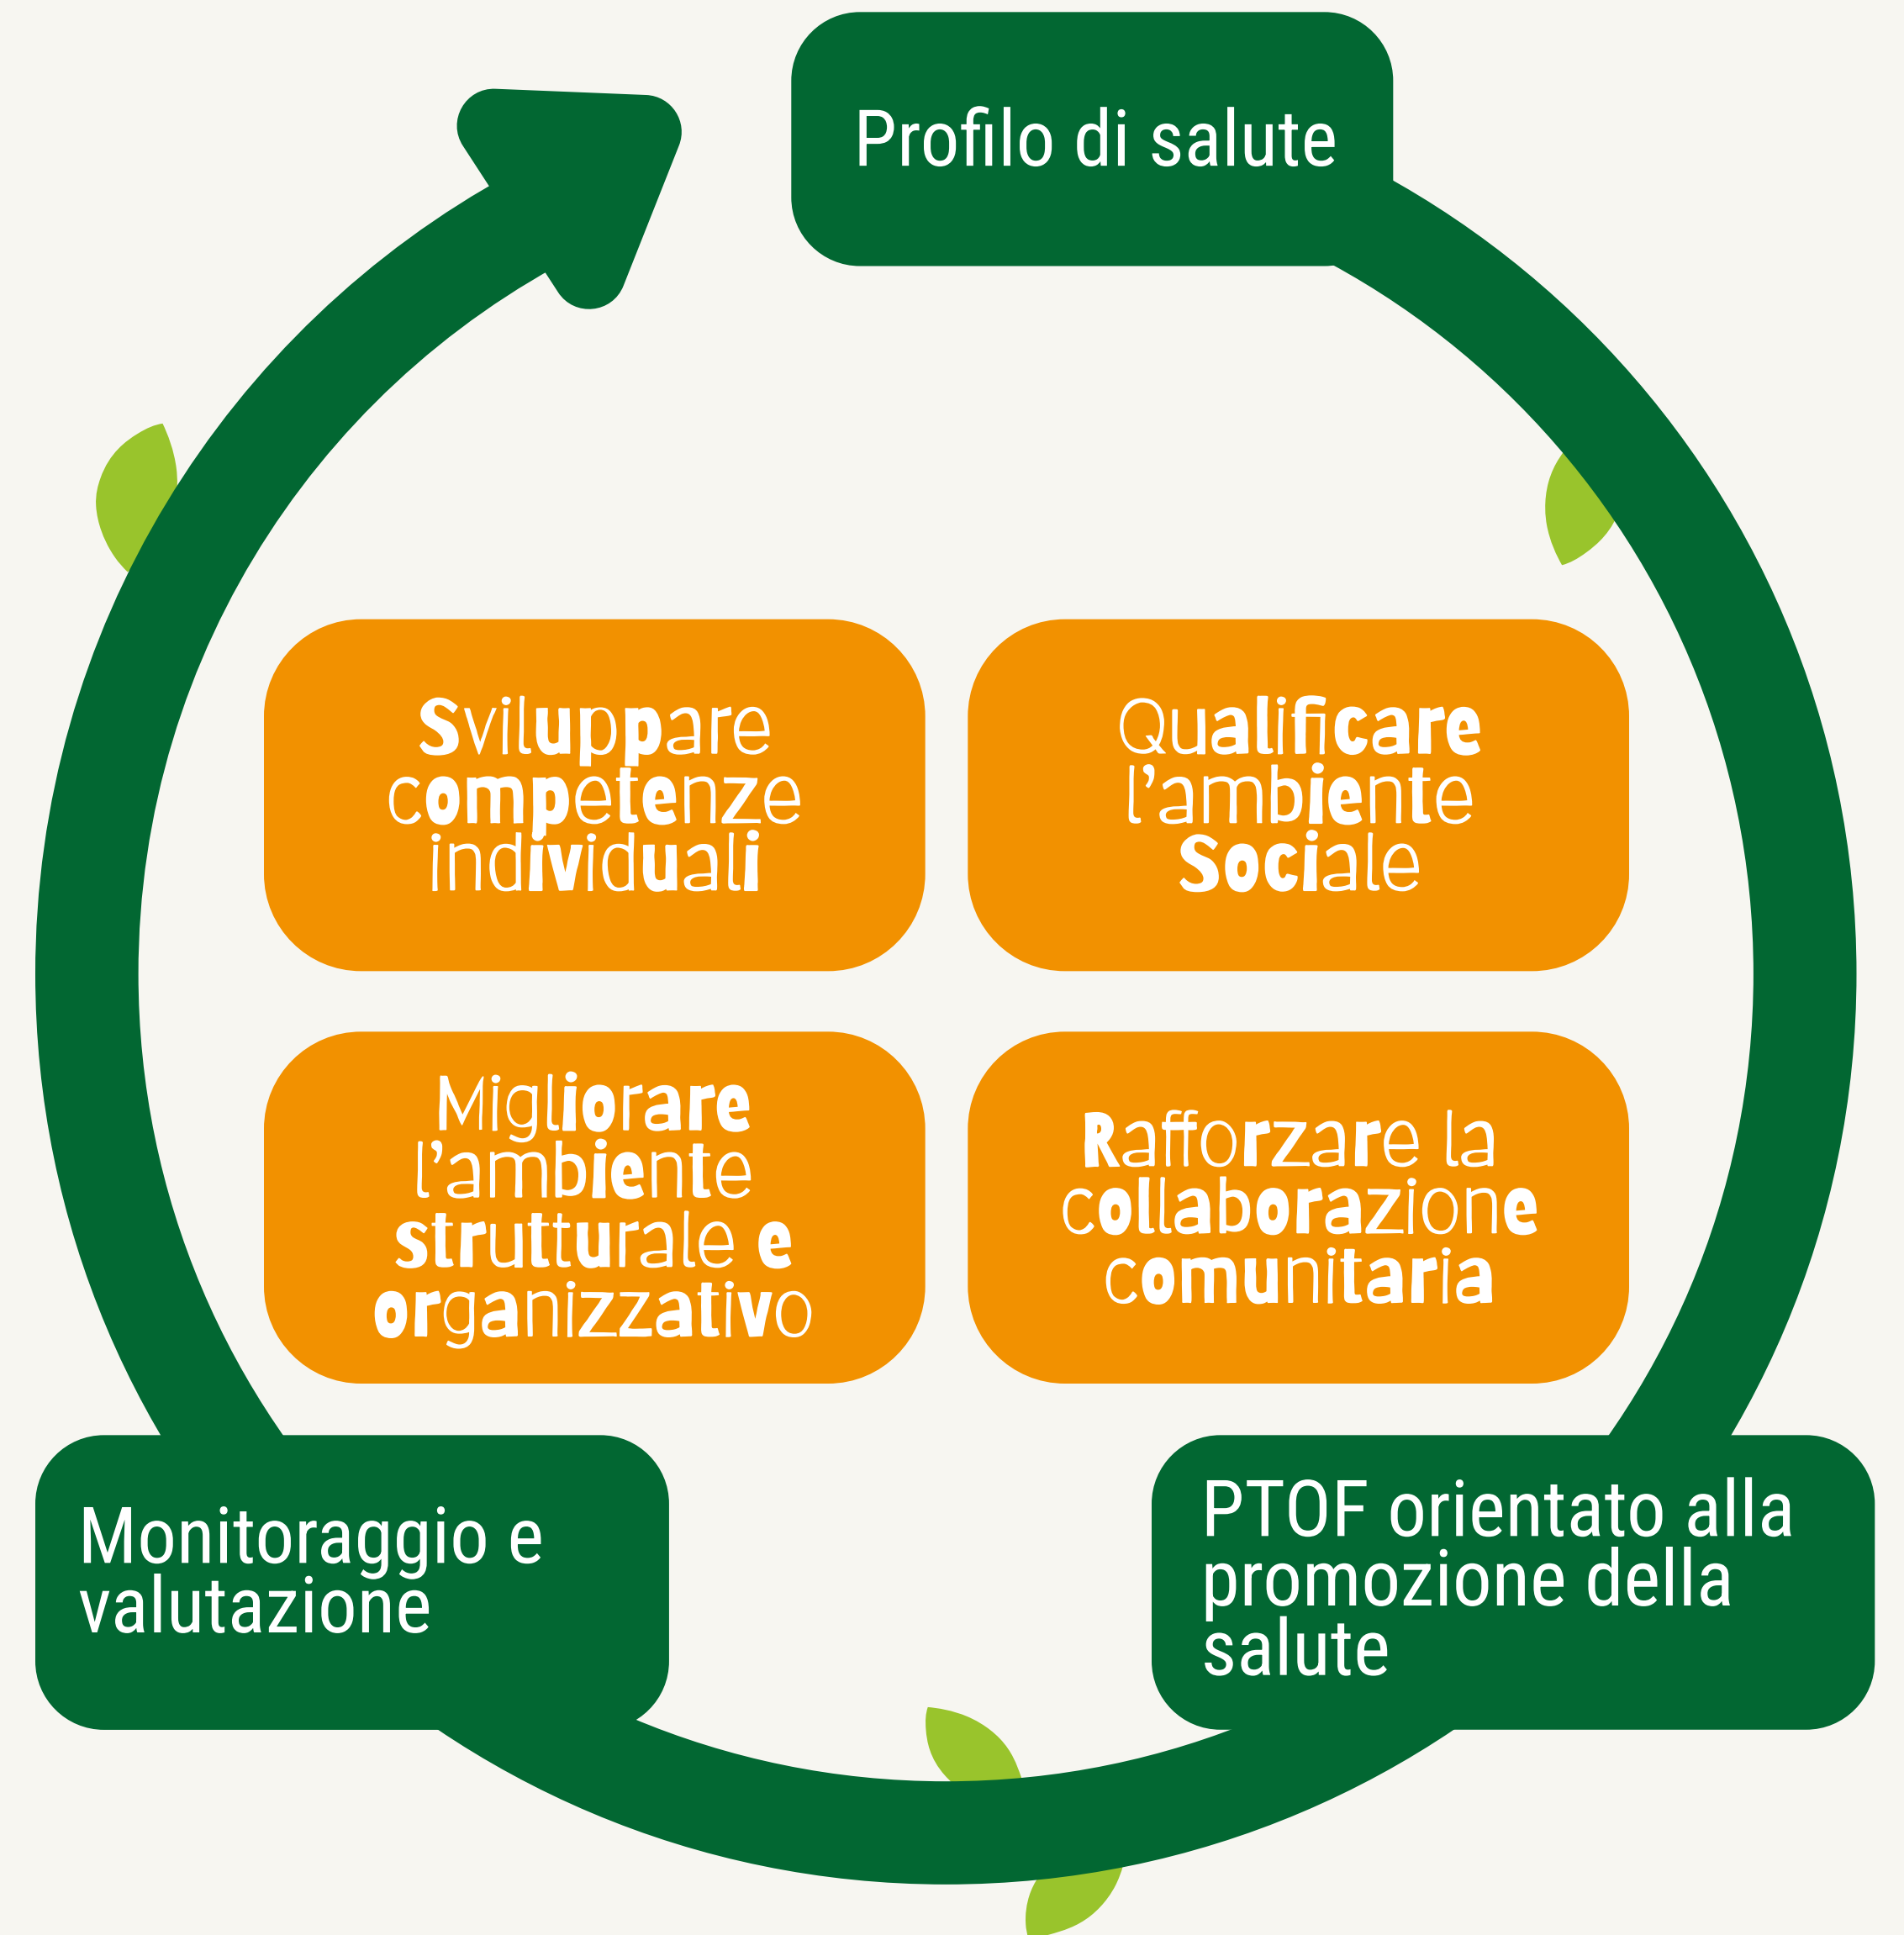 Profilo di salute
Sviluppare
competenze
individuali
Qualificare
l'ambiente
Sociale
Migliorare
l'ambiente
strutturale e
organizzativo
Rafforzare la
collaborazione
comunitaria
Monitoraggio e
valutazione
PTOF orientato alla
promozione della
salute